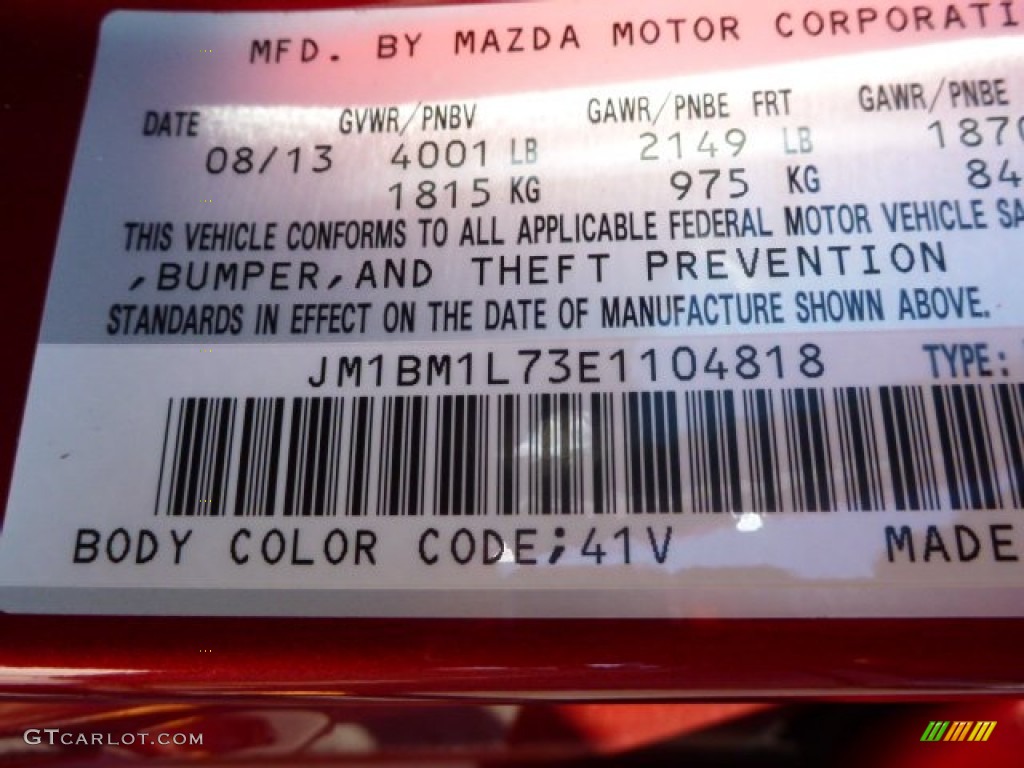 MFD. BY MAZDA MOTOR CORPORATI
DATE GVWR/PNBV GAWR/PNBE FRT GAWR/PNBE
08/13 4001 LB 2149 LB 1870
1815 KG 975 KG 84
THIS VEHICLE CONFORMS TO ALL APPLICABLE FEDERAL MOTOR VEHICLE SA
,BUMPER,AND THEFT PREVENTION
STANDARDS IN EFFECT ON THE DATE OF MANUFACTURE SHOWN ABOVE.
JM1BM1L73E1104818 TYPE:
BODY COLOR CODE;41V MADE
GTCARLOT.COM